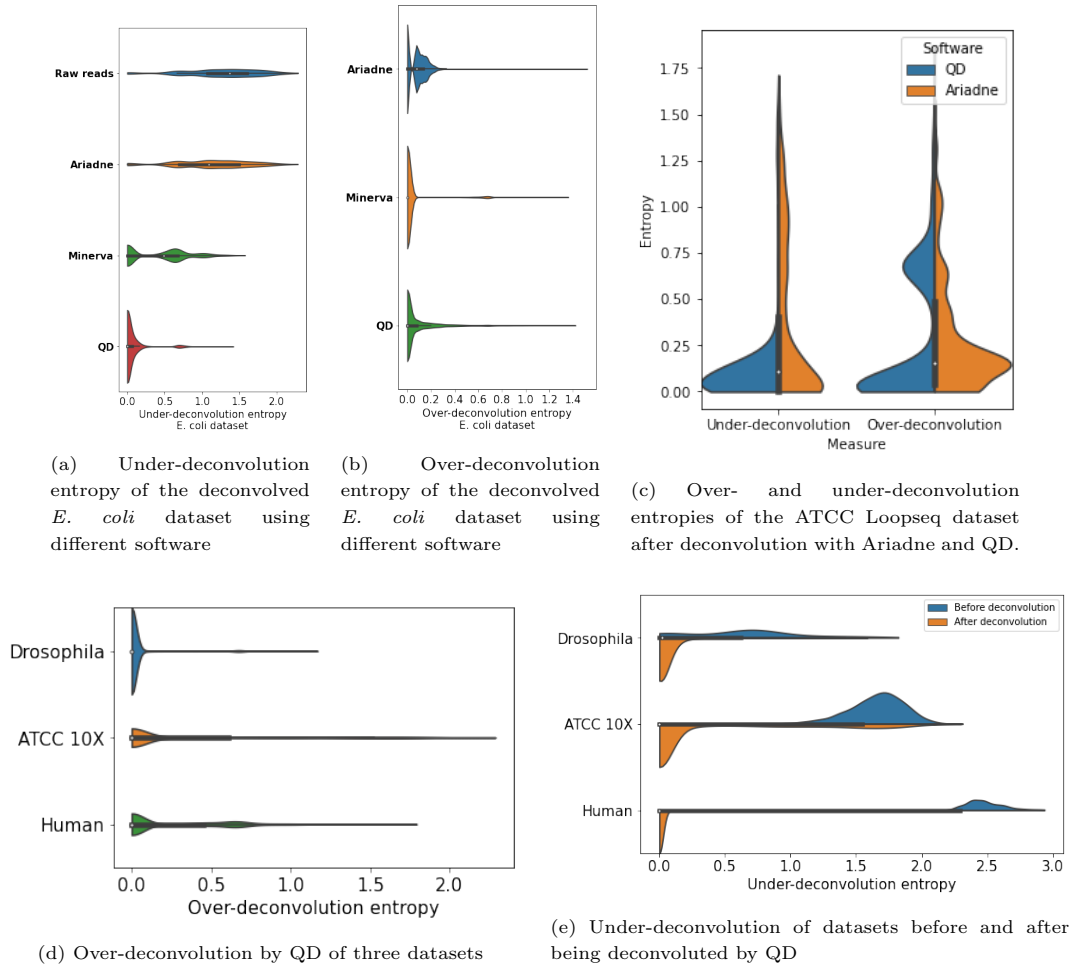 Raw reads
Ariadne
Minerva
QD
0.0 0.5 1.0 1.5 2.0
Under-deconvolution entropy
E. coli dataset
(a) Under-deconvolution
entropy of the deconvolved
E. coli dataset using
different software
Ariadne
Minerva
QD
0.0 0.2 0.4 0.6 0.8 1.0 1.2 1.4
Over-deconvolution entropy
E. coli dataset
(b) Over-deconvolution
entropy of the deconvolved
E. coli dataset using
different software
Software
QD
Ariadne
1.75
1.50
1.25
1.00
0.75
0.50
0.25
0.00
Entropy
Under-deconvolution Over-deconvolution
Measure
(c) Over- and under-deconvolution
entropies of the ATCC Loopseq dataset
after deconvolution with Ariadne and QD.
Drosophila
ATCC 10X
Human
0.0 0.5 1.0 1.5 2.0
Over-deconvolution entropy
(d) Over-deconvolution by QD of three datasets
Before deconvolution
After deconvolution
Drosophila
ATCC 10X
Human
0.0 0.5 1.0 1.5 2.0 2.5 3.0
Under-deconvolution entropy
(e) Under-deconvolution of datasets before and after
being deconvoluted by QD